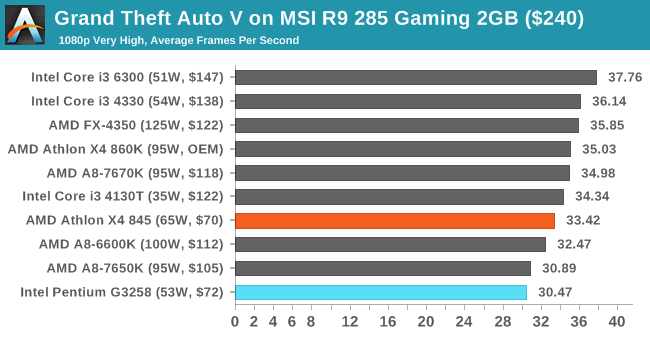 Grand Theft Auto V on MSI R9 285 Gaming 2GB ($240)
1080p Very High, Average Frames Per Second
Intel Core i3 6300 (51W, $147) 37.76
Intel Core i3 4330 (54W, $138) 36.14
AMD FX-4350 (125W, $122) 35.85
AMD Athlon X4 860K (95W, OEM) 35.03
AMD A8-7670K (95W, $118) 34.98
Intel Core i3 4130T (35W, $122) 34.34
AMD Athlon X4 845 (65W, $70) 33.42
AMD A8-6600K (100W, $112) 32.47
AMD A8-7650K (95W, $105) 30.89
Intel Pentium G3258 (53W, $72) 30.47
0 2 4 6 8 12 16 20 24 28 32 36 40